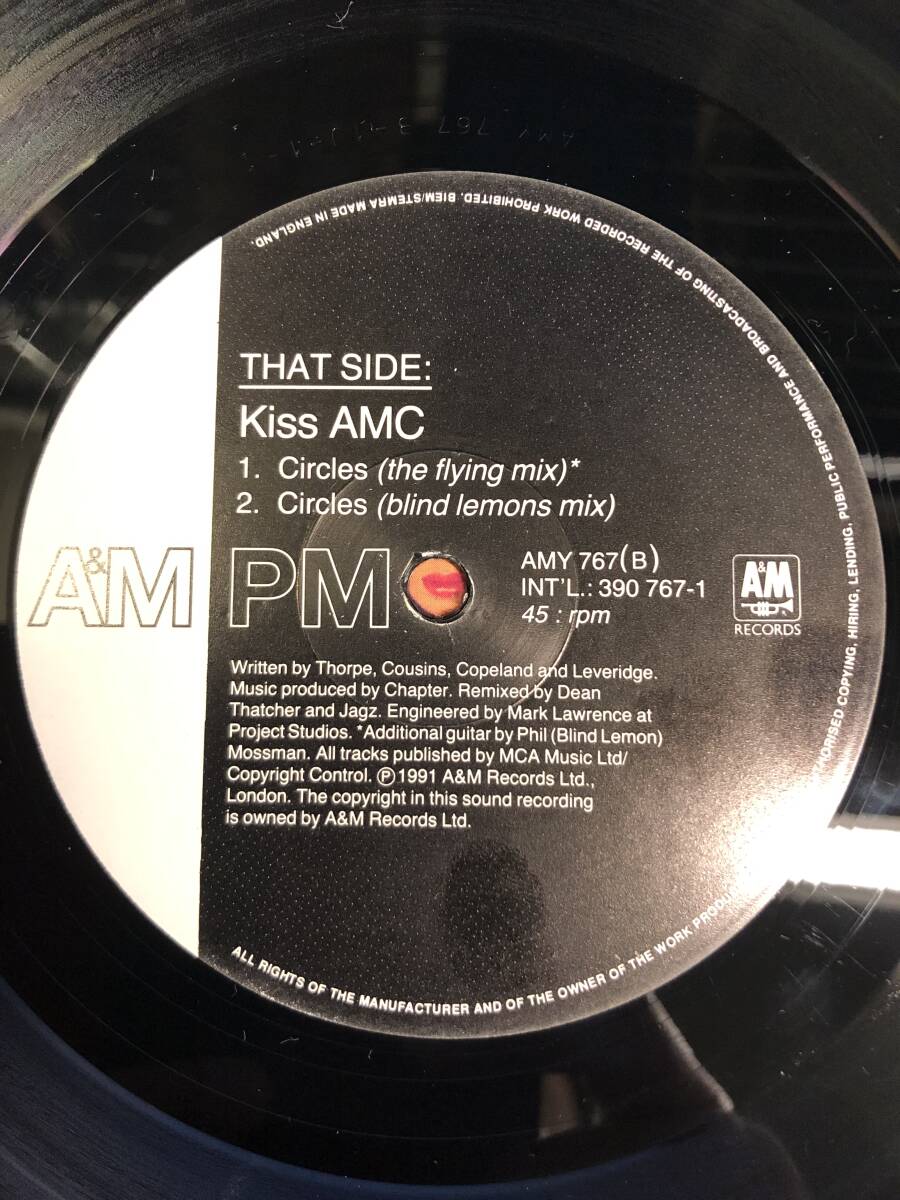 THAT SIDE:
Kiss AMC
1. Circles (the flying mix)*
2. Circles (blind lemons mix)
A&M PM
AMY 767(B)
INT'L.: 390 767-1
45 : rpm
A&M
RECORDS
Written by Thorpe, Cousins, Copeland and Leveridge.
Music produced by Chapter. Remixed by Dean
Thatcher and Jagz. Engineered by Mark Lawrence at
Project Studios. *Additional guitar by Phil (Blind Lemon)
Mossman. All tracks published by MCA Music Ltd/
Copyright Control. ℗1991 A&M Records Ltd.,
London. The copyright in this sound recording
is owned by A&M Records Ltd.
ALL RIGHTS OF THE MANUFACTURER AND OF THE OWNER OF THE WORK COPYING, HIRING, LENDING, PUBLIC PERFORMANCE AND BROADCASTING OF THE RECORDED WORK PROHIBITED. BIEM/STEMRA MADE IN ENGLAND.